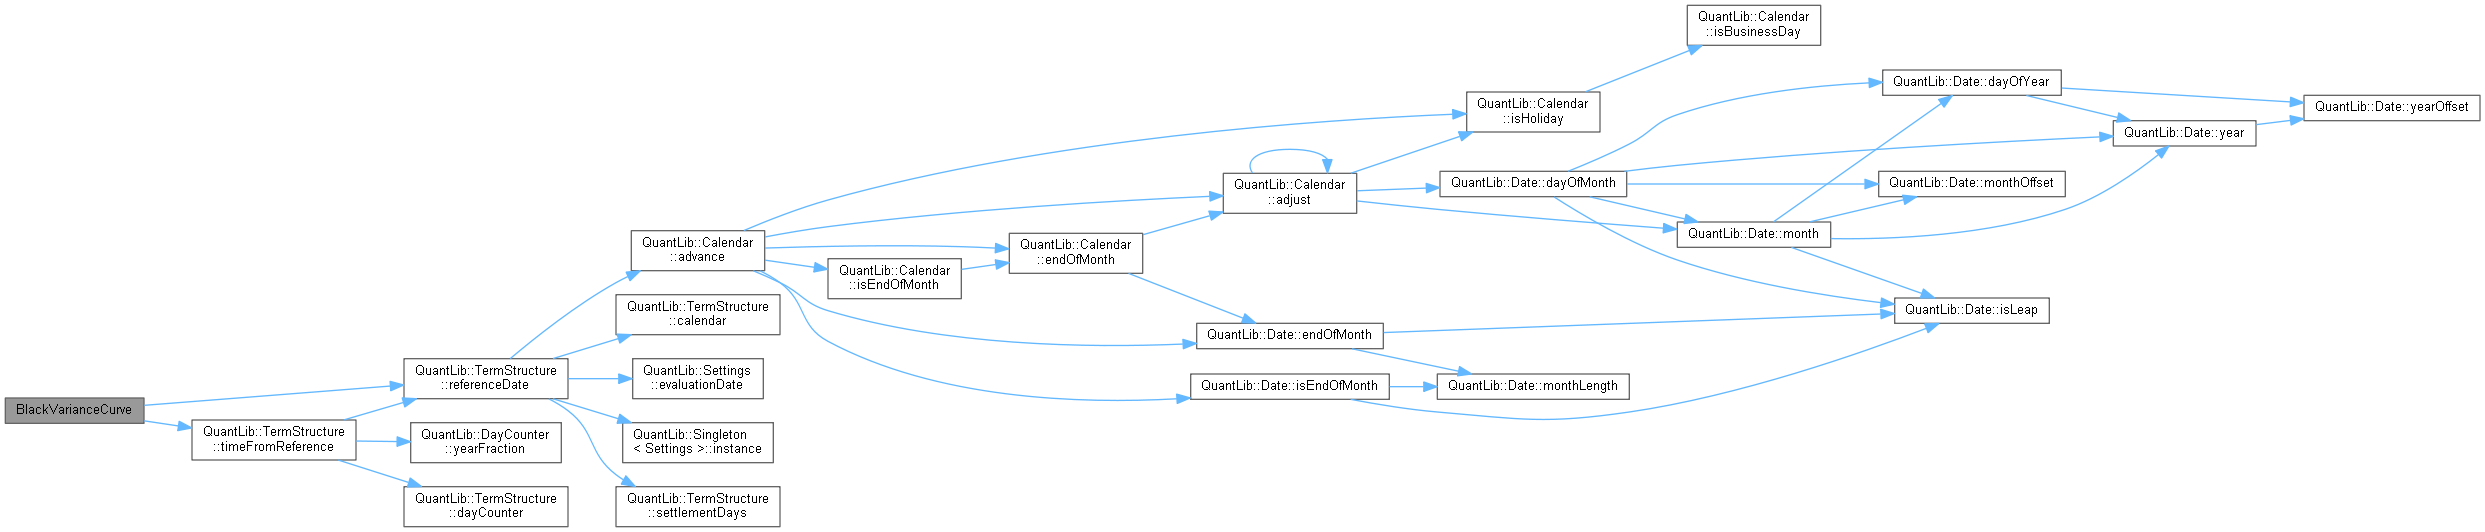 BlackVarianceCurve
QuantLib::TermStructure
::referenceDate
QuantLib::TermStructure
::timeFromReference
QuantLib::Calendar
::advance
QuantLib::TermStructure
::calendar
QuantLib::Settings
::evaluationDate
QuantLib::Singleton
< Settings >::instance
QuantLib::TermStructure
::settlementDays
QuantLib::DayCounter
::yearFraction
QuantLib::TermStructure
::dayCounter
QuantLib::Calendar
::isEndOfMonth
QuantLib::Calendar
::endOfMonth
QuantLib::Calendar
::adjust
QuantLib::Date::endOfMonth
QuantLib::Date::isEndOfMonth
QuantLib::Calendar
::isHoliday
QuantLib::Calendar
::isBusinessDay
QuantLib::Date::dayOfMonth
QuantLib::Date::month
QuantLib::Date::monthLength
QuantLib::Date::dayOfYear
QuantLib::Date::monthOffset
QuantLib::Date::isLeap
QuantLib::Date::year
QuantLib::Date::yearOffset